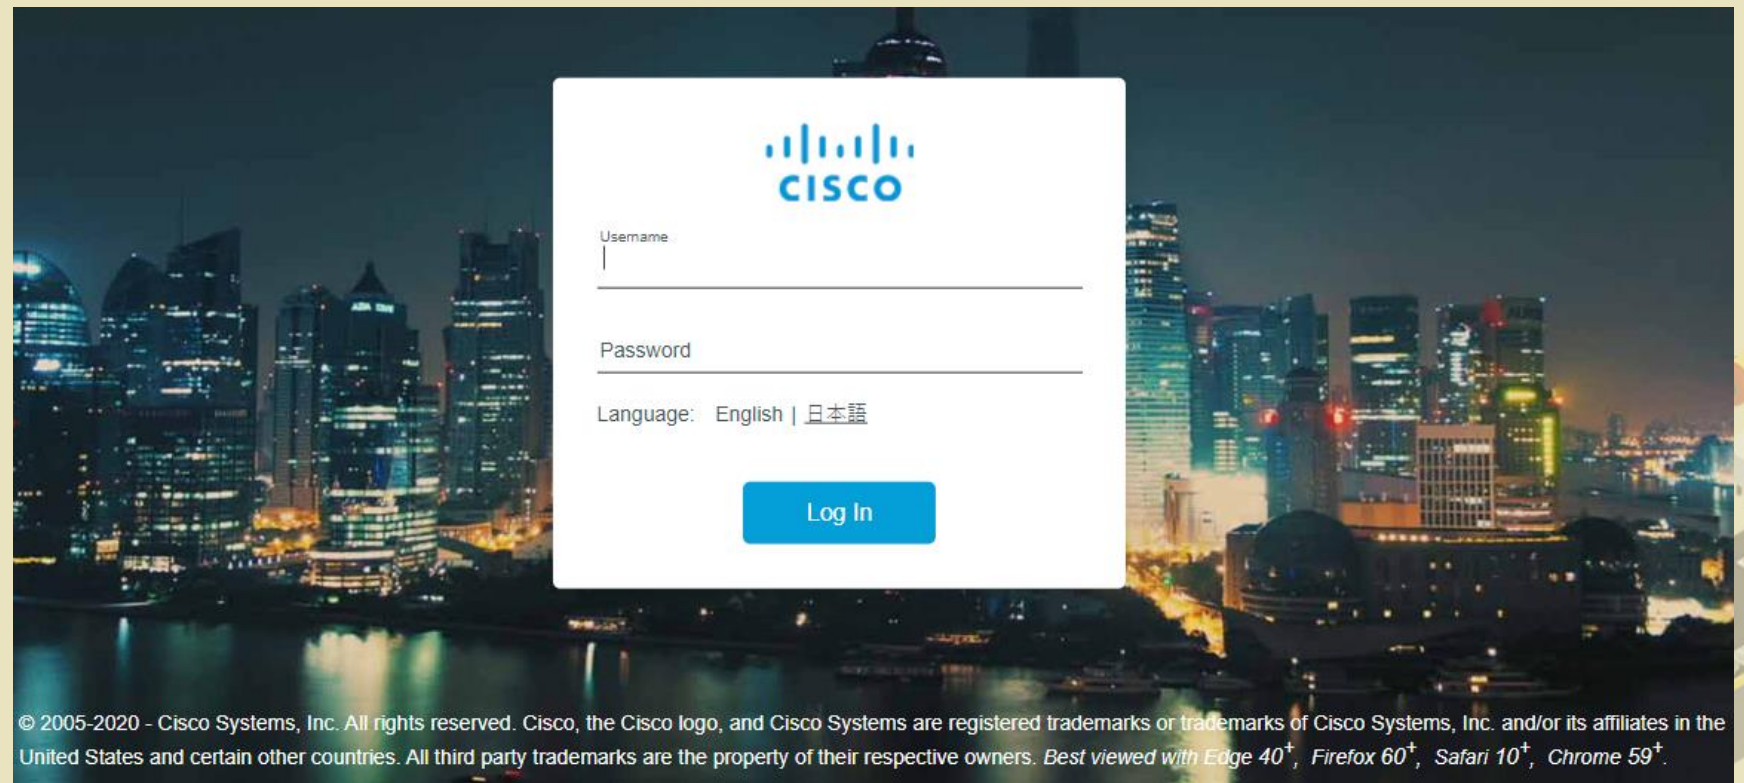 CISCO
Username
Password
Language: English | 日本語
Log In
© 2005-2020 - Cisco Systems, Inc. All rights reserved. Cisco, the Cisco logo, and Cisco Systems are registered trademarks or trademarks of Cisco Systems, Inc. and/or its affiliates in the
United States and certain other countries. All third party trademarks are the property of their respective owners. Best viewed with Edge 40+, Firefox 60+, Safari 10+, Chrome 59+.